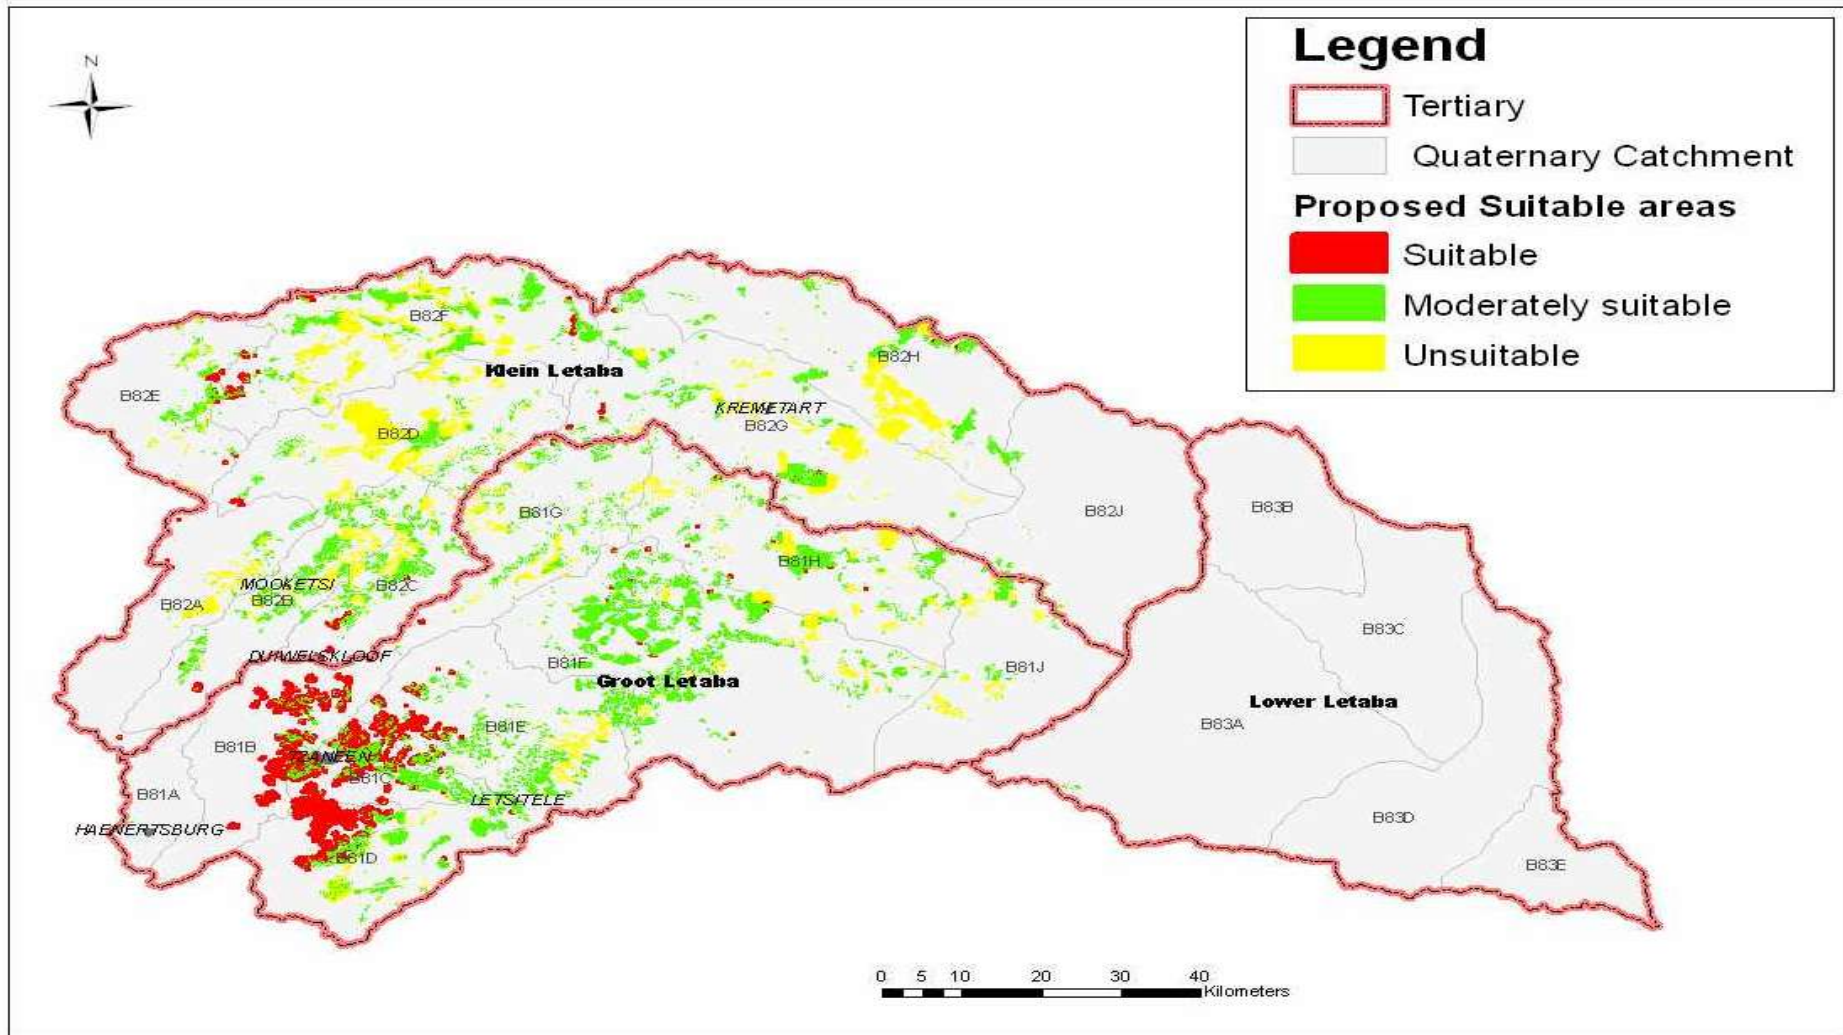 N
Legend
Tertiary
Quaternary Catchment
Proposed Suitable areas
Suitable
Moderately suitable
Unsuitable
B82F
B82H
Klein Letaba
B82E
KREMETART
B82G
B82D
B81G
B82J
B83B
B81H
MOOKETSI
B82C
B82B
B82A
B83C
DUIWELSKLOOF
B81F
B81J
Groot Letaba
Lower Letaba
B83A
B81E
B81B
TZANEEN
B81C
B81A
LETSITELE
HAENERTSBURG
B83D
B81D
B83E
0 5 10 20 30 40
Kilometers